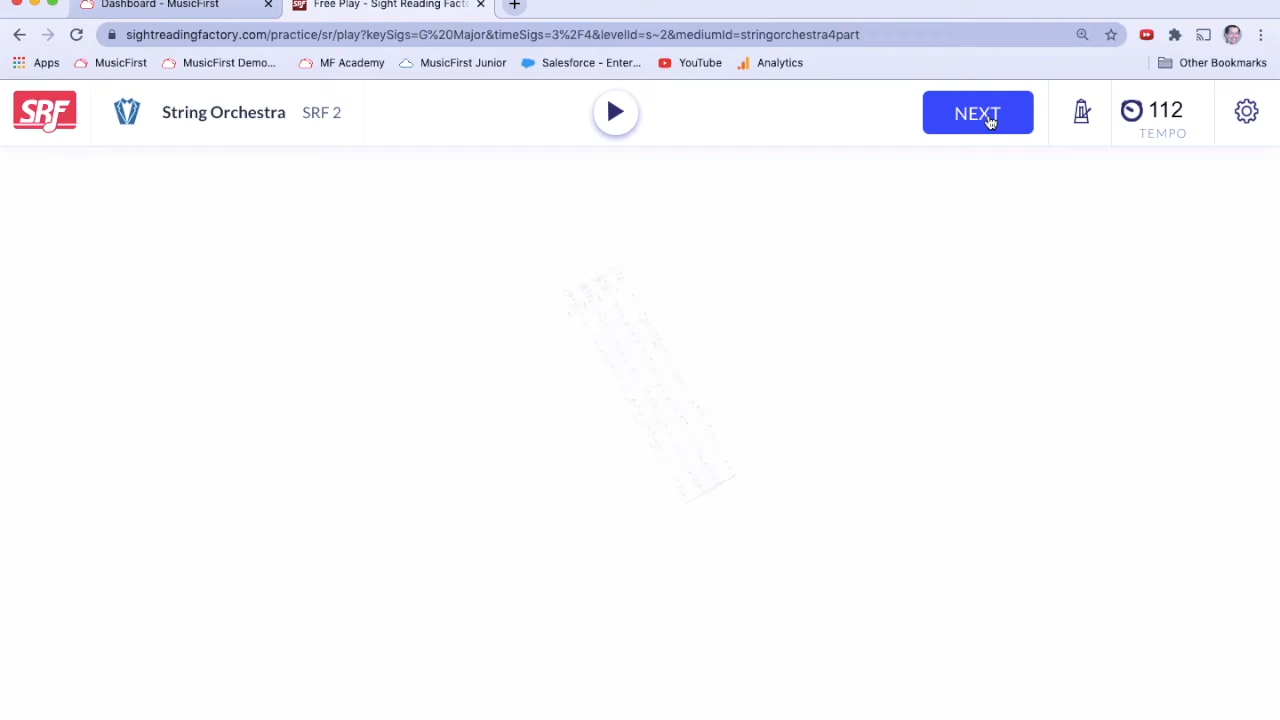 Dashboard - MusicFirst
Free Play - Sight Reading Facto
sightreadingfactory.com/practice/sr/play?keySigs=G%20Major&timeSigs=3%2F4&levelId=s~2&mediumId=stringorchestra4part
Apps MusicFirst MusicFirst Demo... MF Academy MusicFirst Junior Salesforce - Enter... YouTube Analytics Other Bookmarks
SRF String Orchestra SRF 2 NEXT 112
TEMPO